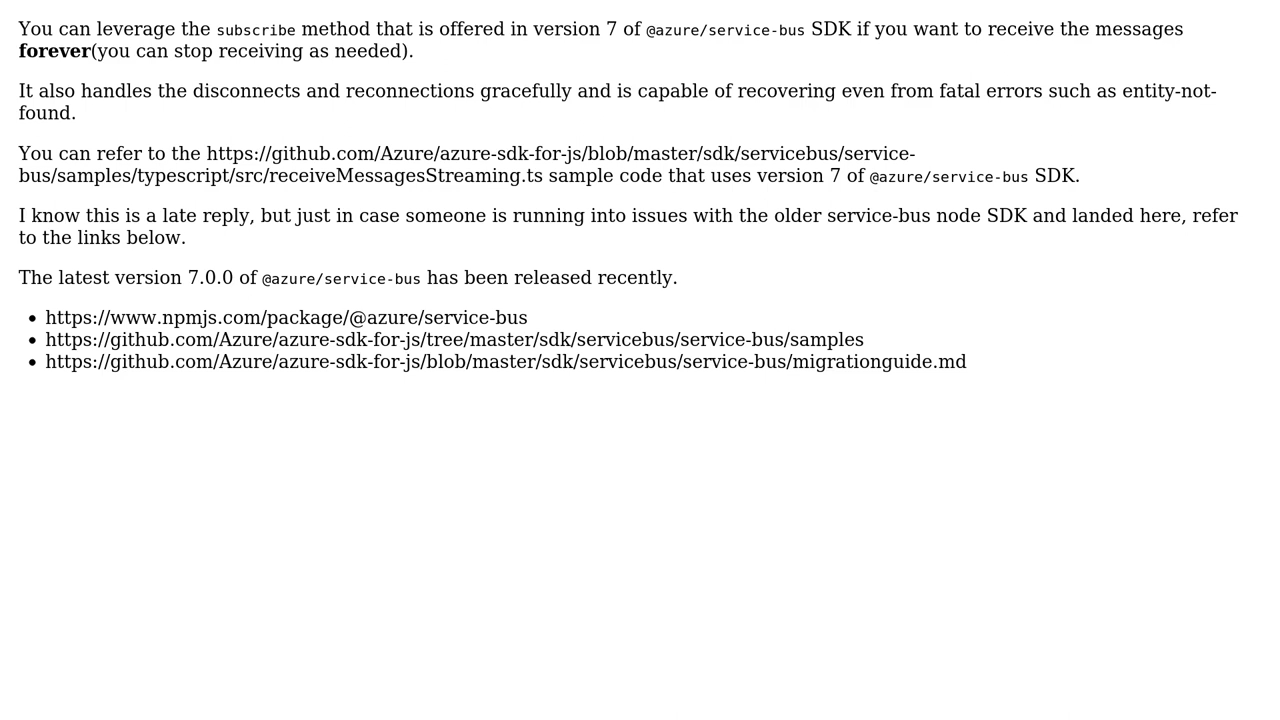 You can leverage the subscribe method that is offered in version 7 of @azure/service-bus SDK if you want to receive the messages
forever(you can stop receiving as needed).
It also handles the disconnects and reconnections gracefully and is capable of recovering even from fatal errors such as entity-not-
found.
You can refer to the https://github.com/Azure/azure-sdk-for-js/blob/master/sdk/servicebus/service-
bus/samples/typescript/src/receiveMessagesStreaming.ts sample code that uses version 7 of @azure/service-bus SDK.
I know this is a late reply, but just in case someone is running into issues with the older service-bus node SDK and landed here, refer
to the links below.
The latest version 7.0.0 of @azure/service-bus has been released recently.
• https://www.npmjs.com/package/@azure/service-bus
• https://github.com/Azure/azure-sdk-for-js/tree/master/sdk/servicebus/service-bus/samples
• https://github.com/Azure/azure-sdk-for-js/blob/master/sdk/servicebus/service-bus/migrationguide.md